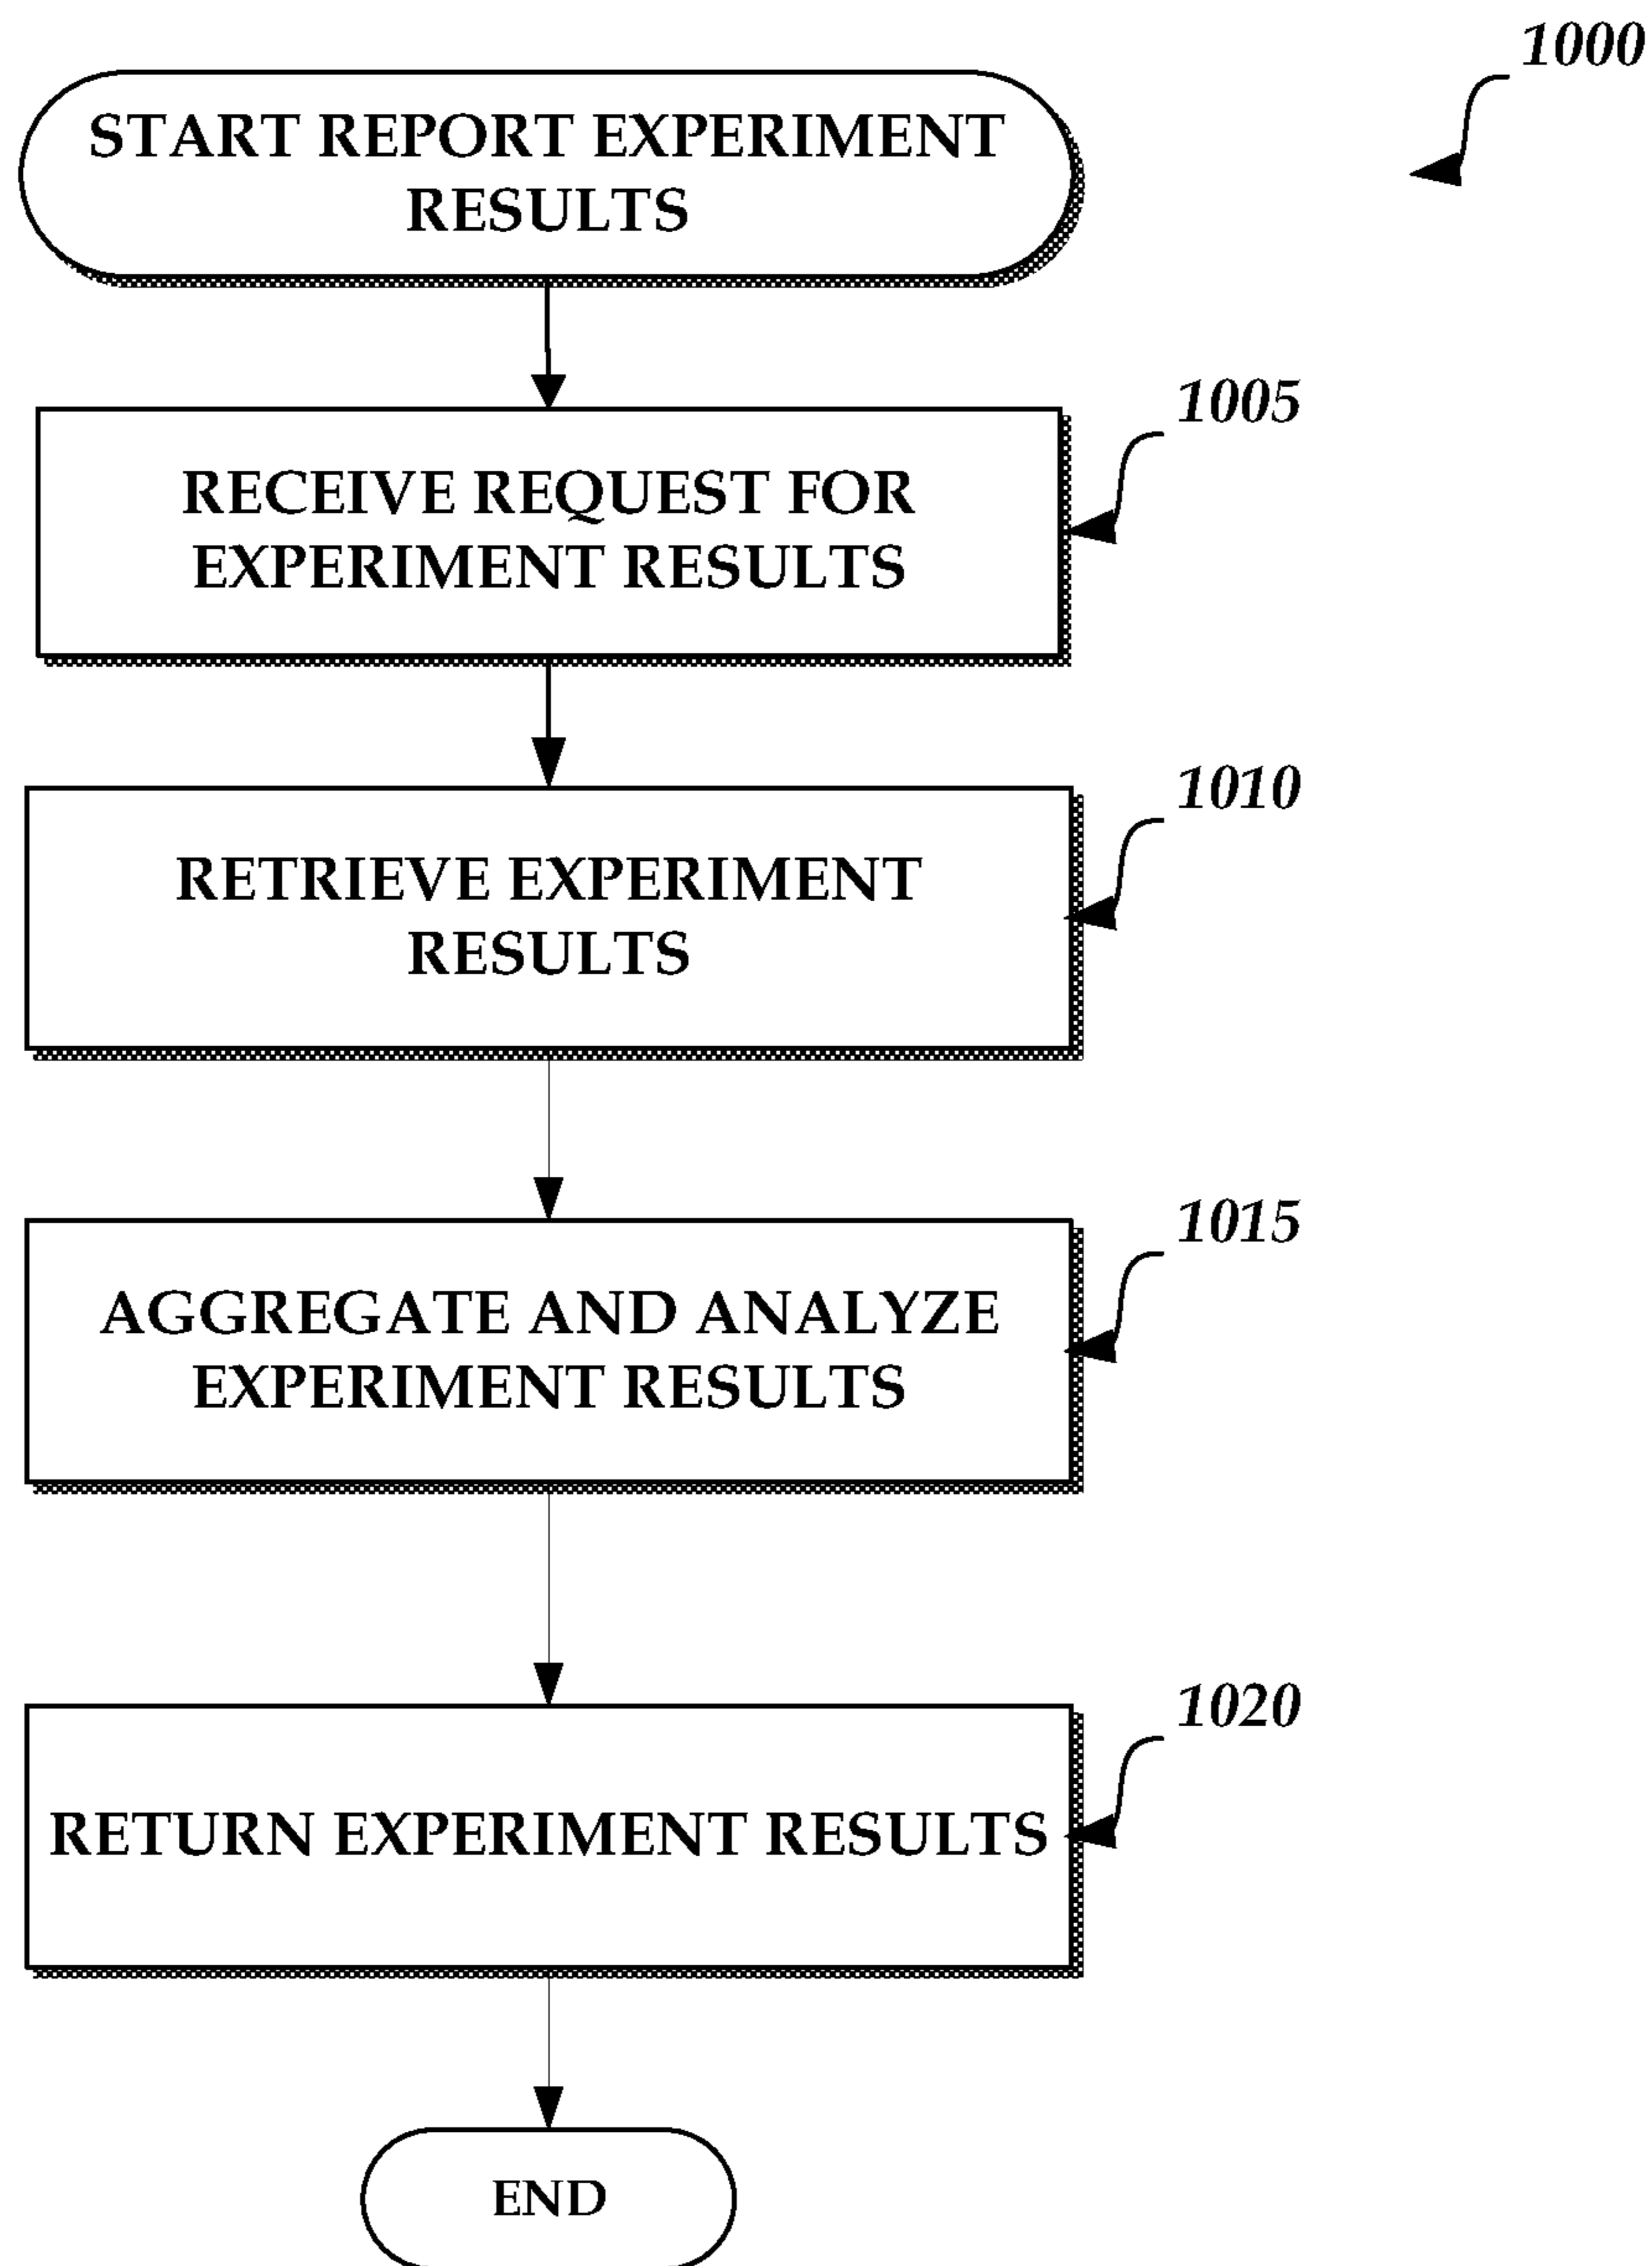 1000
START REPORT EXPERIMENT
RESULTS
1005
RECEIVE REQUEST FOR
EXPERIMENT RESULTS
1010
RETRIEVE EXPERIMENT
RESULTS
1015
AGGREGATE AND ANALYZE
EXPERIMENT RESULTS
1020
RETURN EXPERIMENT RESULTS
END